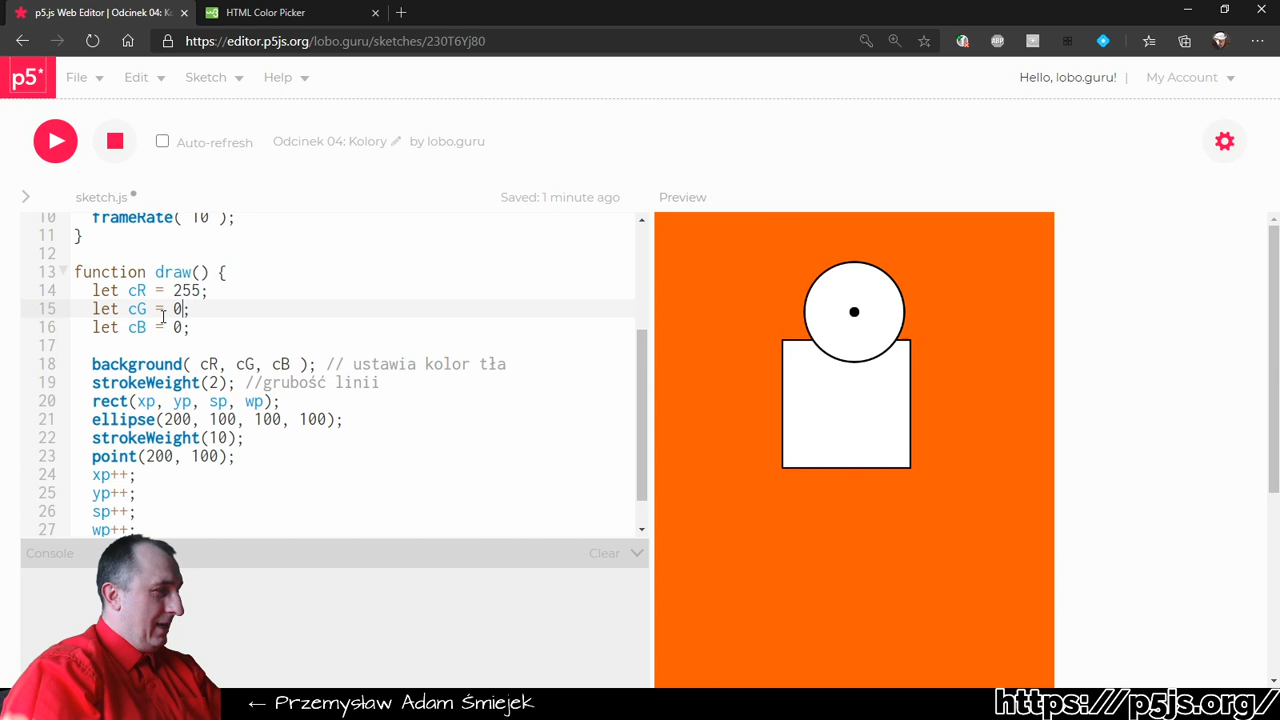 p5.js Web Editor | Odcinek 04: Ko
HTML Color Picker
https://editor.p5js.org/lobo.guru/sketches/230T6Yj80
p5*
File
Edit
Sketch
Help
Hello, lobo.guru! |
My Account
Auto-refresh
Odcinek 04: Kolory
by lobo.guru
sketch.js
Saved: 1 minute ago
Preview
10 frameRate( 10 );
11 }
12
13 function draw() {
14 let cR = 255;
15 let cG = 0;
16 let cB = 0;
17
18 background( cR, cG, cB ); // ustawia kolor tła
19 strokeWeight(2); //grubość linii
20 rect(xp, yp, sp, wp);
21 ellipse(200, 100, 100, 100);
22 strokeWeight(10);
23 point(200, 100);
24 xp++;
25 yp++;
26 sp++;
27 wp++;
Console
Clear
← Przemysław Adam Śmiejek
https://p5js.org/